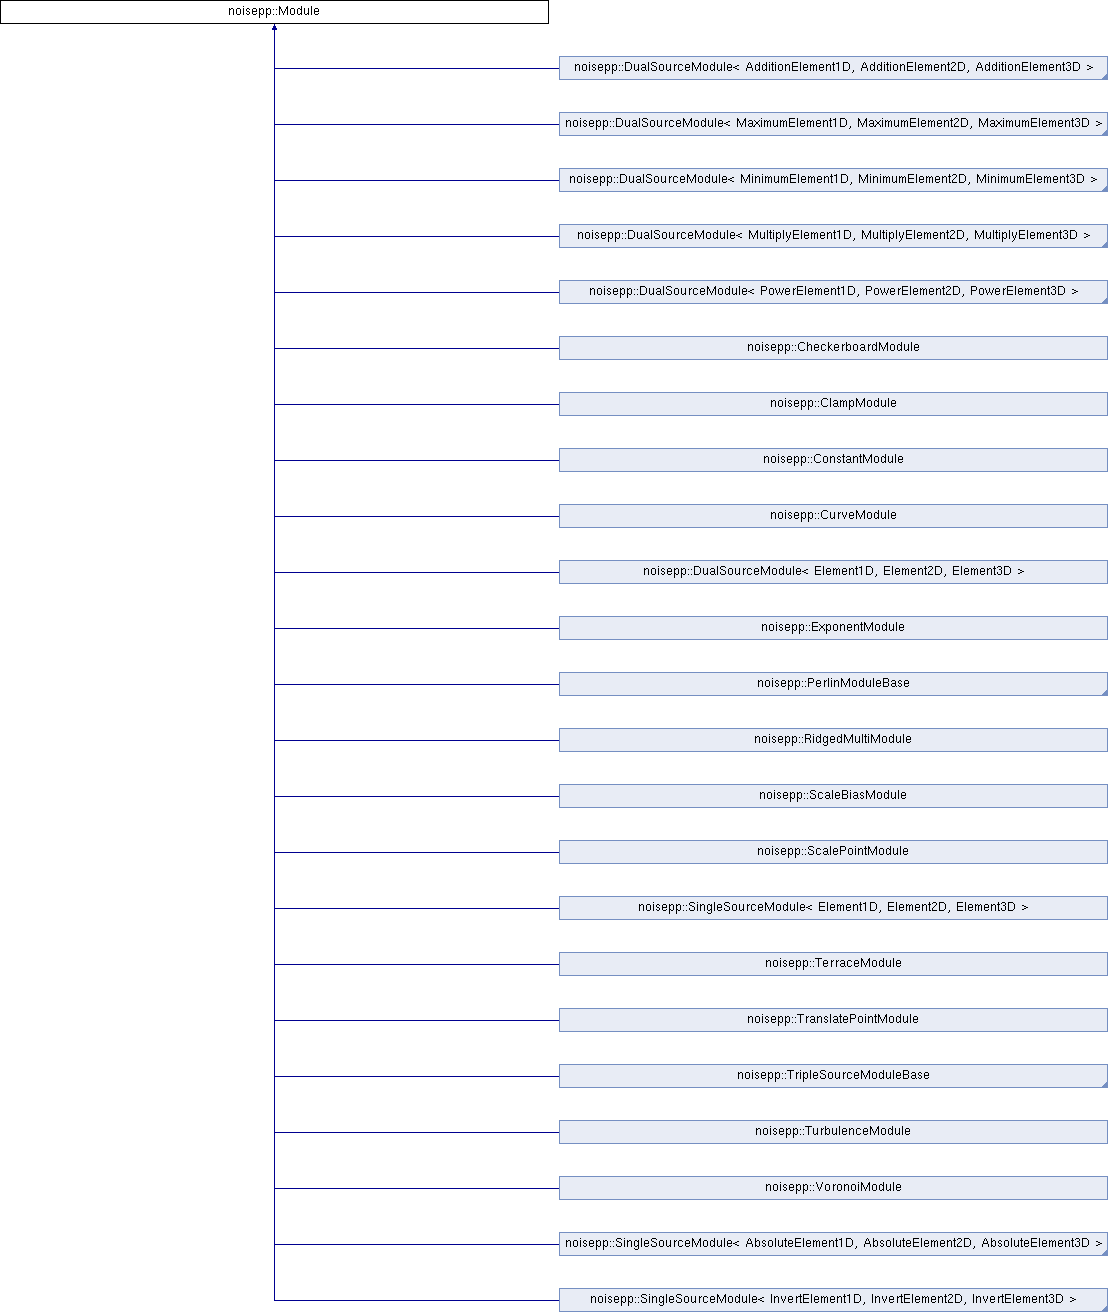 noisepp::Module
noisepp::DualSourceModule< AdditionElement1D, AdditionElement2D, AdditionElement3D >
noisepp::DualSourceModule< MaximumElement1D, MaximumElement2D, MaximumElement3D >
noisepp::DualSourceModule< MinimumElement1D, MinimumElement2D, MinimumElement3D >
noisepp::DualSourceModule< MultiplyElement1D, MultiplyElement2D, MultiplyElement3D >
noisepp::DualSourceModule< PowerElement1D, PowerElement2D, PowerElement3D >
noisepp::CheckerboardModule
noisepp::ClampModule
noisepp::ConstantModule
noisepp::CurveModule
noisepp::DualSourceModule< Element1D, Element2D, Element3D >
noisepp::ExponentModule
noisepp::PerlinModuleBase
noisepp::RidgedMultiModule
noisepp::ScaleBiasModule
noisepp::ScalePointModule
noisepp::SingleSourceModule< Element1D, Element2D, Element3D >
noisepp::TerraceModule
noisepp::TranslatePointModule
noisepp::TripleSourceModuleBase
noisepp::TurbulenceModule
noisepp::VoronoiModule
noisepp::SingleSourceModule< AbsoluteElement1D, AbsoluteElement2D, AbsoluteElement3D >
noisepp::SingleSourceModule< InvertElement1D, InvertElement2D, InvertElement3D >